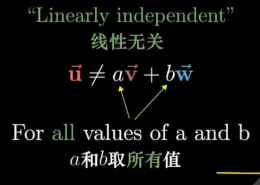 “Linearly independent”
线性无关
u⃗ ≠ av⃗ + bw⃗
For all values of a and b
a和b取所有值